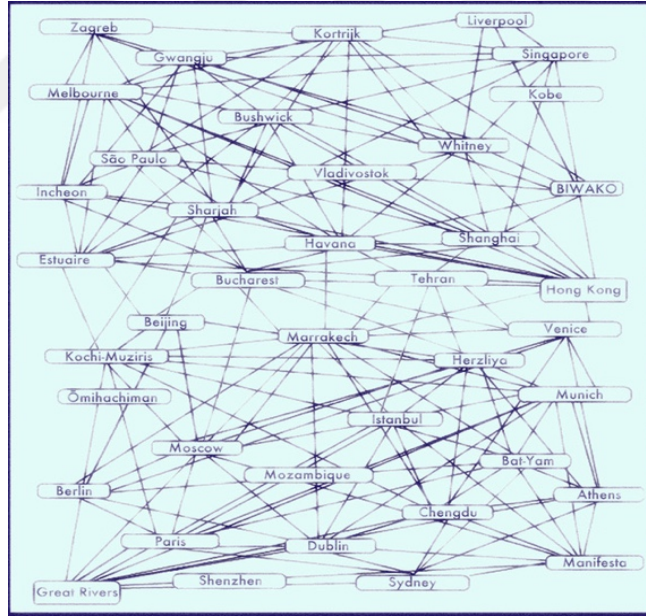 Zagreb
Kortrijk
Liverpool
Gwangju
Singapore
Melbourne
Kobe
Bushwick
Whitney
São Paulo
Vladivostok
Incheon
BIWAKO
Sharjah
Havana
Shanghai
Estuaire
Bucharest
Tehran
Hong Kong
Beijing
Marrakech
Venice
Kochi-Muziris
Herzliya
Ōmihachiman
Munich
Istanbul
Moscow
Bat-Yam
Mozambique
Berlin
Athens
Chengdu
Paris
Dublin
Manifesta
Great Rivers
Shenzhen
Sydney